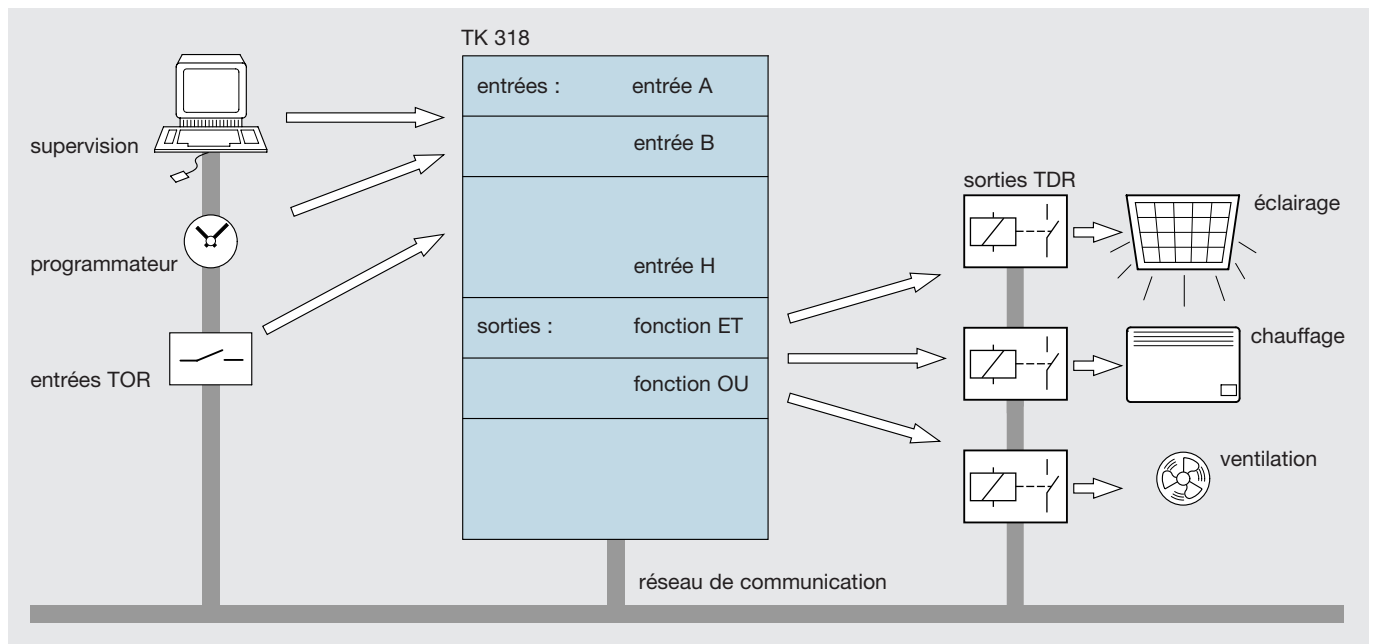 TK 318
entrées : entrée A
entrée B
supervision
programmateur
entrée H
entrées TOR
sorties : fonction ET
fonction OU
sorties TDR
éclairage
chauffage
ventilation
réseau de communication